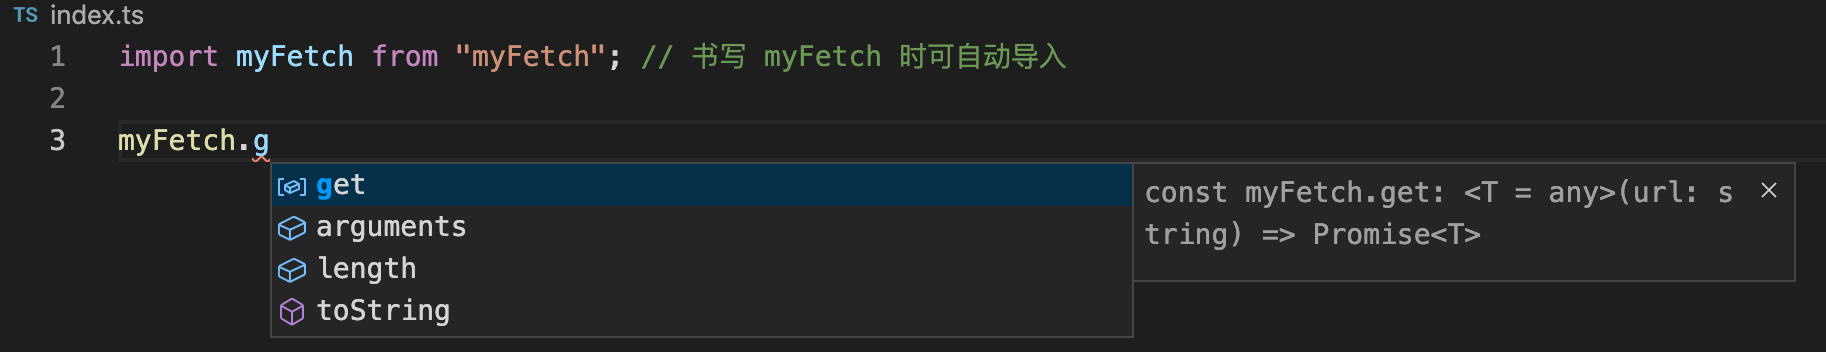 TS index.ts
1 import myFetch from "myFetch"; // 书写 myFetch 时可自动导入
2
3 myFetch.g
get
arguments
length
toString
const myFetch.get: <T = any>(url: s
tring) => Promise<T>